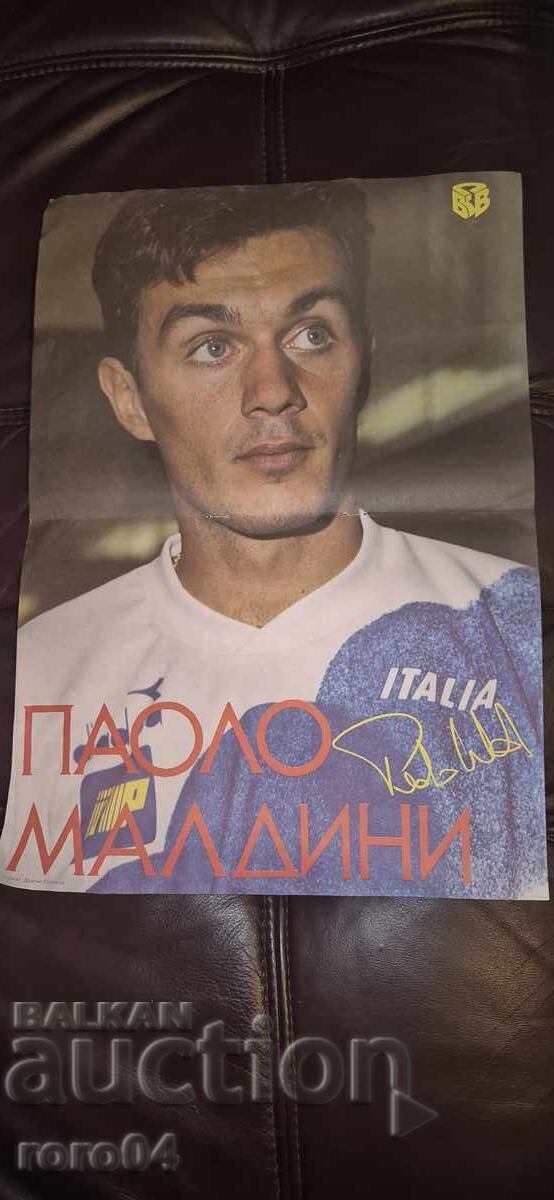 ITALIA
ПАОЛО
МАЛДИНИ
BALKAN
auction
roro04